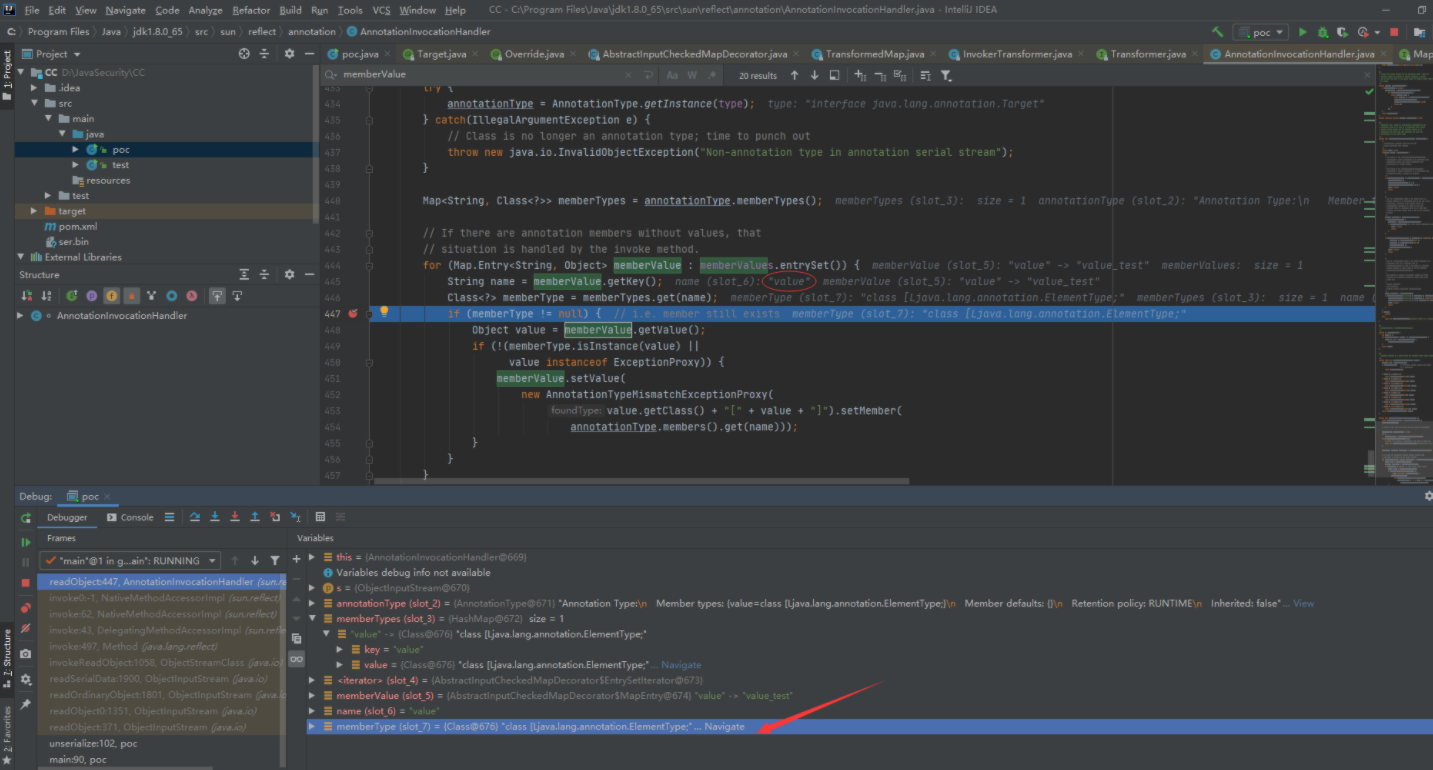 File Edit View Navigate Code Analyze Refactor Build Run Tools VCS Window Help CC - C:\Program Files\Java\jdk1.8.0_65\src\sun\reflect\annotation\AnnotationInvocationHandler.java - IntelliJ IDEA
C: Program Files Java jdk1.8.0_65 src sun reflect annotation AnnotationInvocationHandler poc
Project poc.java Target.java Override.java AbstractInputCheckedMapDecorator.java TransformedMap.java InvokerTransformer.java Transformer.java AnnotationInvocationHandler.java Map
1: Project
CC D:\JavaSecurity\CC
.idea
src
main
java
poc
test
resources
test
target
pom.xml
ser.bin
External Libraries
Structure
AnnotationInvocationHandler
memberValue Aa W .* 20 results
433 try {
434 annotationType = AnnotationType.getInstance(type); type: "interface java.lang.annotation.Target"
435 } catch(IllegalArgumentException e) {
436 // Class is no longer an annotation type; time to punch out
437 throw new java.io.InvalidObjectException("Non-annotation type in annotation serial stream");
438 }
439
440 Map<String, Class<?>> memberTypes = annotationType.memberTypes(); memberTypes (slot_3): size = 1 annotationType (slot_2): "Annotation Type:\n Member
441
442 // If there are annotation members without values, that
443 // situation is handled by the invoke method.
444 for (Map.Entry<String, Object> memberValue : memberValues.entrySet()) { memberValue (slot_5): "value" -> "value_test" memberValues: size = 1
445 String name = memberValue.getKey(); name (slot_6): "value" memberValue (slot_5): "value" -> "value_test"
446 Class<?> memberType = memberTypes.get(name); memberType (slot_7): "class [Ljava.lang.annotation.ElementType;" memberTypes (slot_3): size = 1 name (
447 if (memberType != null) { // i.e. member still exists memberType (slot_7): "class [Ljava.lang.annotation.ElementType;"
448 Object value = memberValue.getValue();
449 if (!(memberType.isInstance(value) ||
450 value instanceof ExceptionProxy)) {
451 memberValue.setValue(
452 new AnnotationTypeMismatchExceptionProxy(
453 foundType: value.getClass() + "[" + value + "]").setMember(
454 annotationType.members().get(name)));
455 }
456 }
457 }
Debug: poc
Debugger Console
Frames
"main"@1 in g...ain": RUNNING
readObject:447, AnnotationInvocationHandler (sun.re
invoke0:-1, NativeMethodAccessorImpl (sun.reflect)
invoke:62, NativeMethodAccessorImpl (sun.reflect)
invoke:43, DelegatingMethodAccessorImpl (sun.refle
invoke:497, Method (java.lang.reflect)
invokeReadObject:1058, ObjectStreamClass (java.io)
readSerialData:1900, ObjectInputStream (java.io)
readOrdinaryObject:1801, ObjectInputStream (java.io
readObject0:1351, ObjectInputStream (java.io)
readObject:371, ObjectInputStream (java.io)
unserialize:102, poc
main:90, poc
Variables
this = {AnnotationInvocationHandler@669}
Variables debug info not available
s = {ObjectInputStream@670}
annotationType (slot_2) = {AnnotationType@671} "Annotation Type:\n Member types: {value=class [Ljava.lang.annotation.ElementType;}\n Member defaults: {}\n Retention policy: RUNTIME\n Inherited: false"... View
memberTypes (slot_3) = {HashMap@672} size = 1
"value" -> {Class@676} "class [Ljava.lang.annotation.ElementType;"
key = "value"
value = {Class@676} "class [Ljava.lang.annotation.ElementType;"... Navigate
<iterator> (slot_4) = {AbstractInputCheckedMapDecorator$EntrySetIterator@673}
memberValue (slot_5) = {AbstractInputCheckedMapDecorator$MapEntry@674} "value" -> "value_test"
name (slot_6) = "value"
memberType (slot_7) = {Class@676} "class [Ljava.lang.annotation.ElementType;"... Navigate
7: Structure
2: Favorites